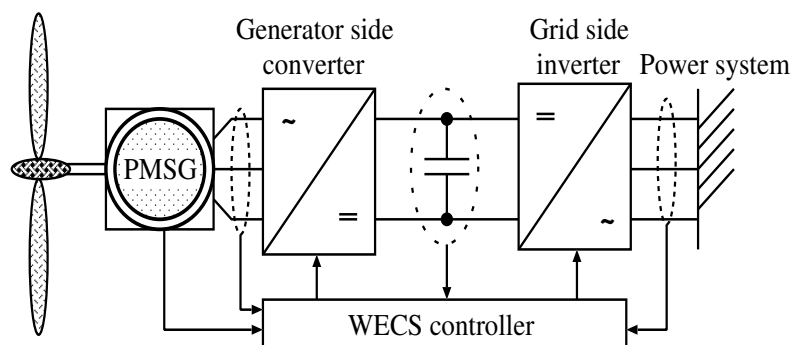 Generator side
converter
Grid side
inverter
Power system
PMSG
~
=
=
~
WECS controller